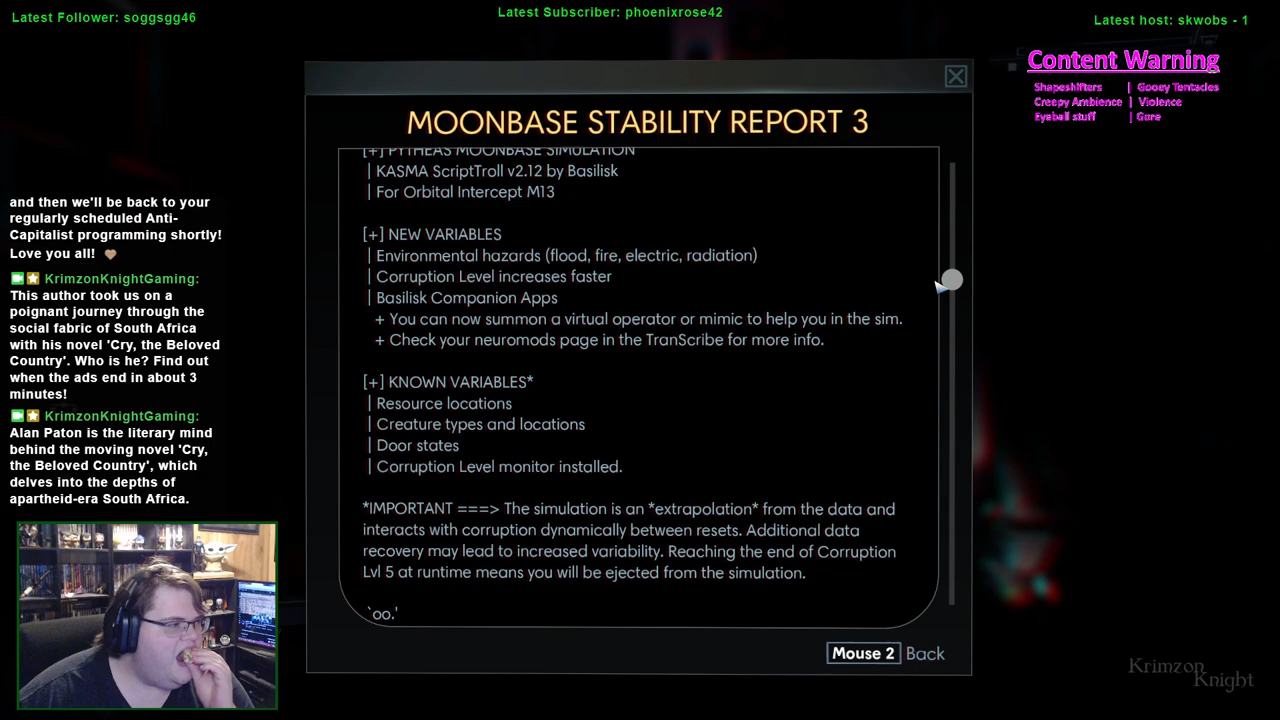 Latest Follower: soggsgg46
Latest Subscriber: phoenixrose42
Latest host: skwobs - 1
Content Warning
Shapeshifters | Gooey Tentacles
Creepy Ambience | Violence
Eyeball stuff | Gore
MOONBASE STABILITY REPORT 3
[+] PYTHEAS MOONBASE SIMULATION
| KASMA ScriptTroll v2.12 by Basilisk
| For Orbital Intercept M13
[+] NEW VARIABLES
| Environmental hazards (flood, fire, electric, radiation)
| Corruption Level increases faster
| Basilisk Companion Apps
+ You can now summon a virtual operator or mimic to help you in the sim.
+ Check your neuromods page in the TranScribe for more info.
[+] KNOWN VARIABLES*
| Resource locations
| Creature types and locations
| Door states
| Corruption Level monitor installed.
*IMPORTANT ===> The simulation is an *extrapolation* from the data and
interacts with corruption dynamically between resets. Additional data
recovery may lead to increased variability. Reaching the end of Corruption
Lvl 5 at runtime means you will be ejected from the simulation.
`oo.'
Mouse 2 Back
and then we'll be back to your
regularly scheduled Anti-
Capitalist programming shortly!
Love you all!
KrimzonKnightGaming:
This author took us on a
poignant journey through the
social fabric of South Africa
with his novel 'Cry, the Beloved
Country'. Who is he? Find out
when the ads end in about 3
minutes!
KrimzonKnightGaming:
Alan Paton is the literary mind
behind the moving novel 'Cry,
the Beloved Country', which
delves into the depths of
apartheid-era South Africa.
Krimzon
Knight